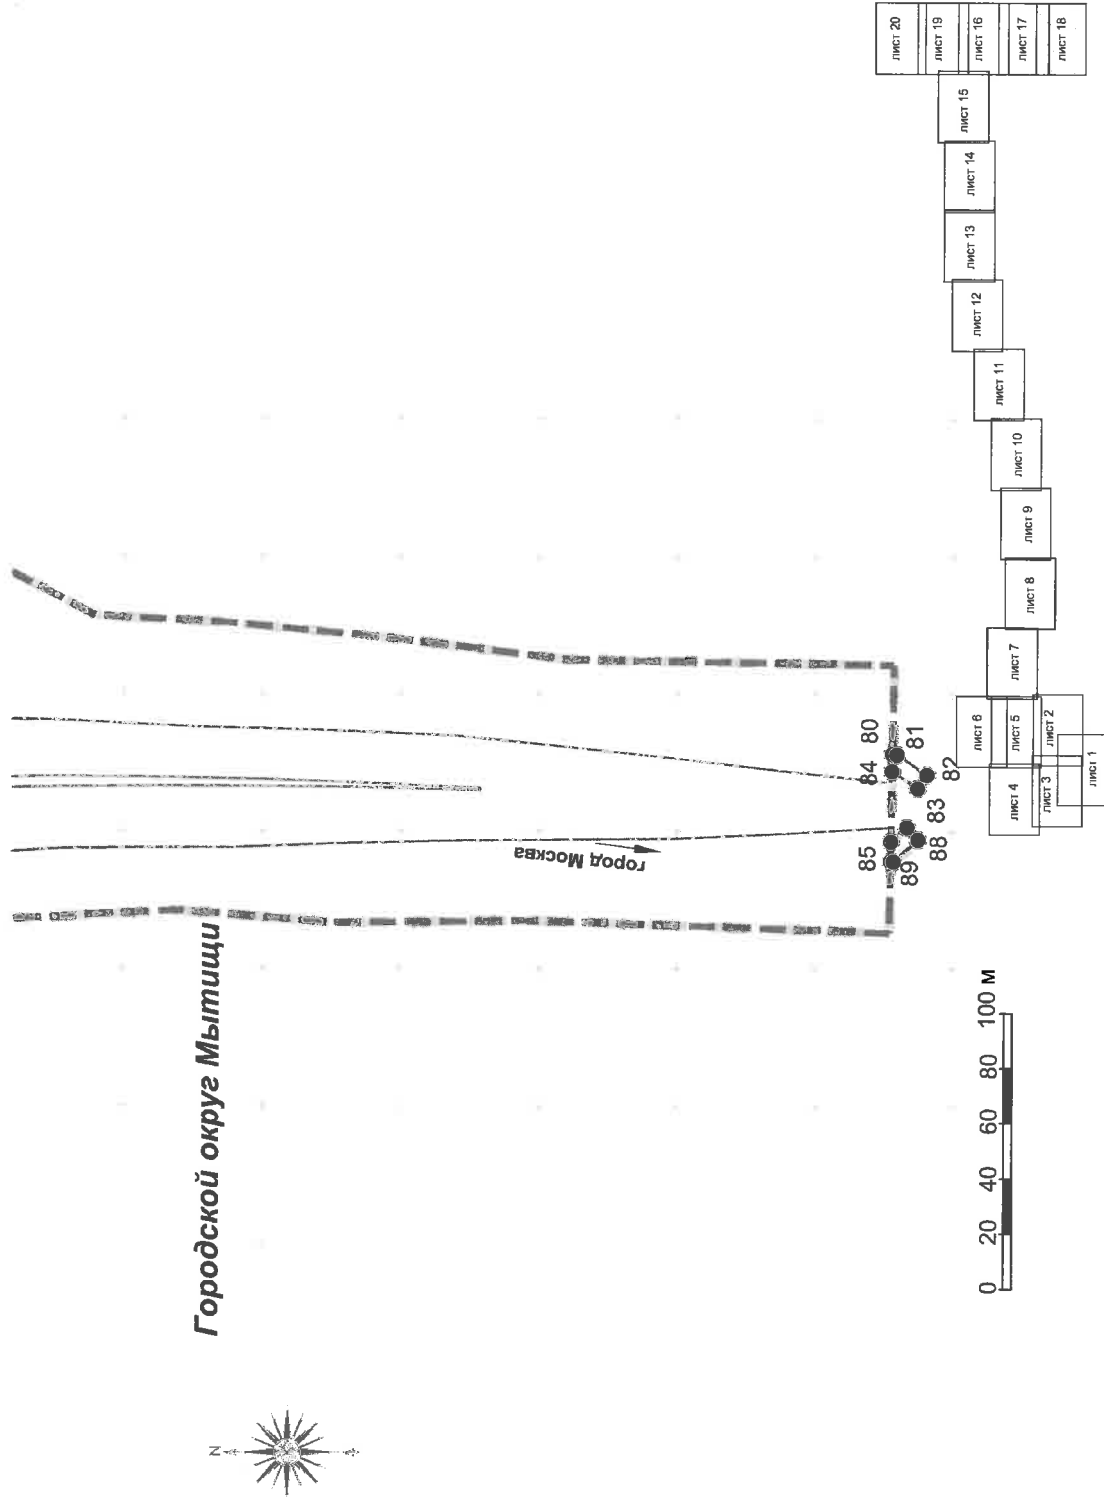 N
Городской округ Мытищи
город Москва
80
81
84
82
83
85
88
89
0 20 40 60 80 100 м
лист 1
лист 2
лист 3
лист 4
лист 5
лист 6
лист 7
лист 8
лист 9
лист 10
лист 11
лист 12
лист 13
лист 14
лист 15
лист 20
лист 19
лист 16
лист 17
лист 18